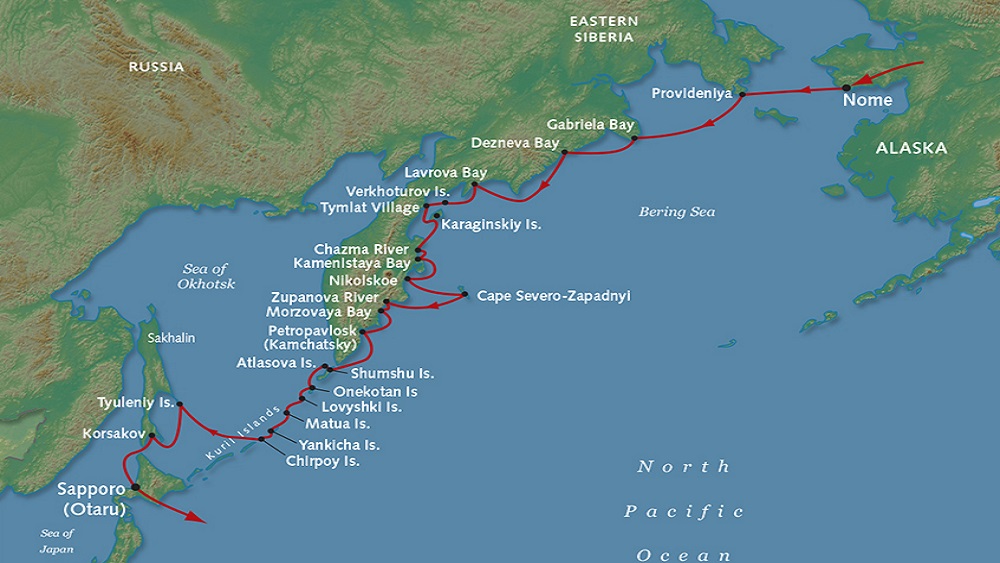 EASTERN
SIBERIA
RUSSIA
Provideniya
Nome
Gabriela Bay
Dezneva Bay
ALASKA
Lavrova Bay
Verkhoturov Is.
Tymlat Village
Bering Sea
Karaginskiy Is.
Chazma River
Kamenistaya Bay
Sea of
Okhotsk
Nikolskoe
Zupanova River
Cape Severo-Zapadnyi
Morzovaya Bay
Petropavlosk
(Kamchatsky)
Sakhalin
Atlasova Is.
Shumshu Is.
Onekotan Is
Tyuleniy Is.
Lovyshki Is.
Kuril Islands
Matua Is.
Korsakov
Yankicha Is.
Chirpoy Is.
Sapporo
(Otaru)
North
Pacific
Ocean
Sea of
Japan